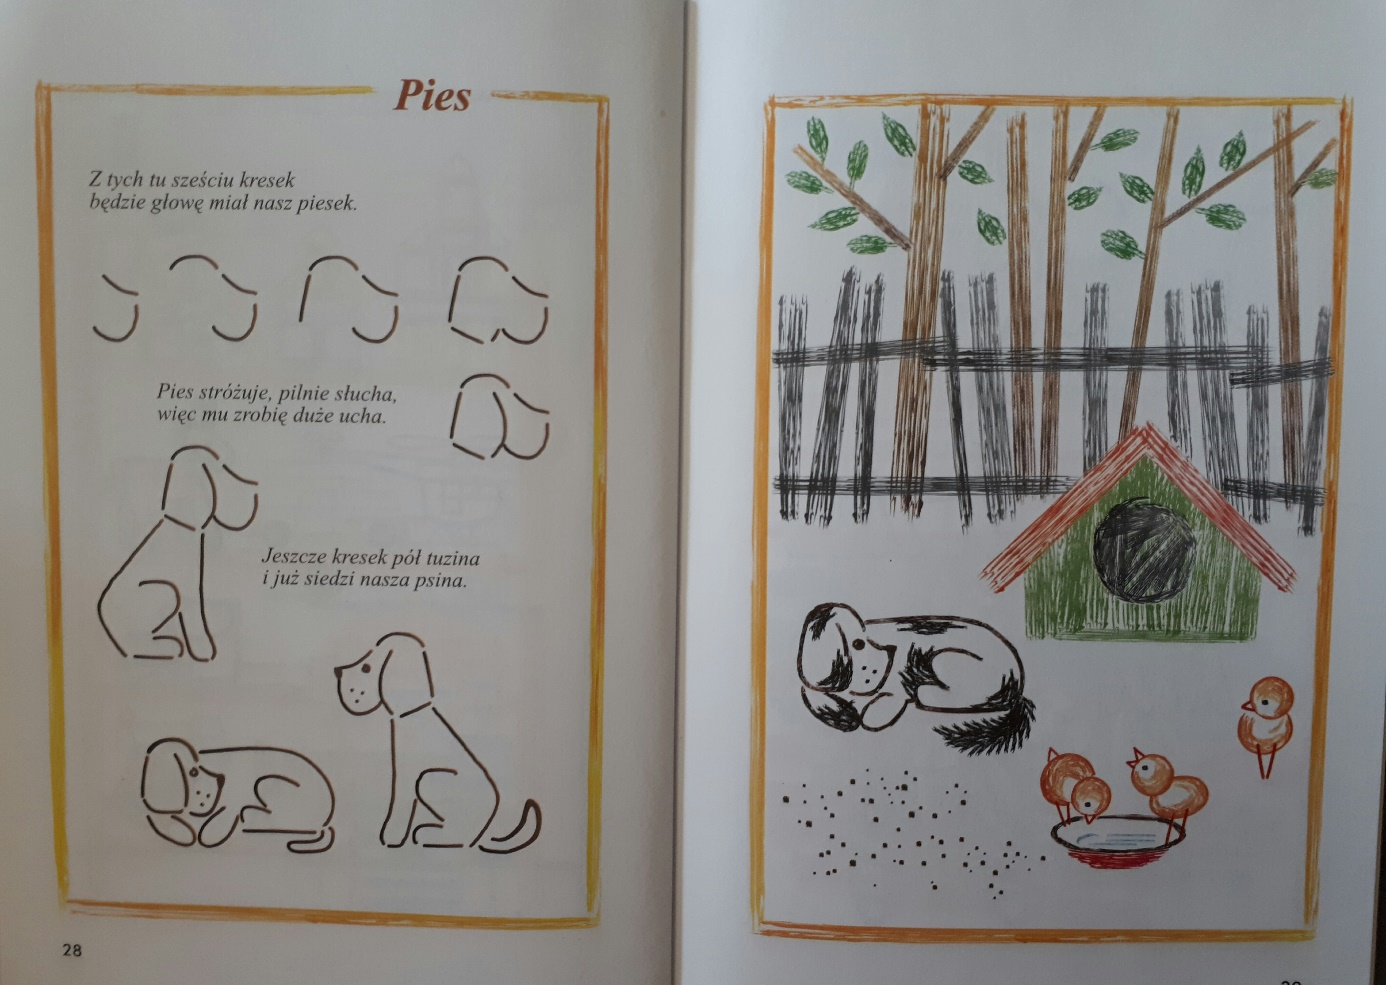 Pies
Z tych tu sześciu kresek
będzie głowę miał nasz piesek.
Pies stróżuje, pilnie słucha,
więc mu zrobię duże ucha.
Jeszcze kresek pół tuzina
i już siedzi nasza psina.
28